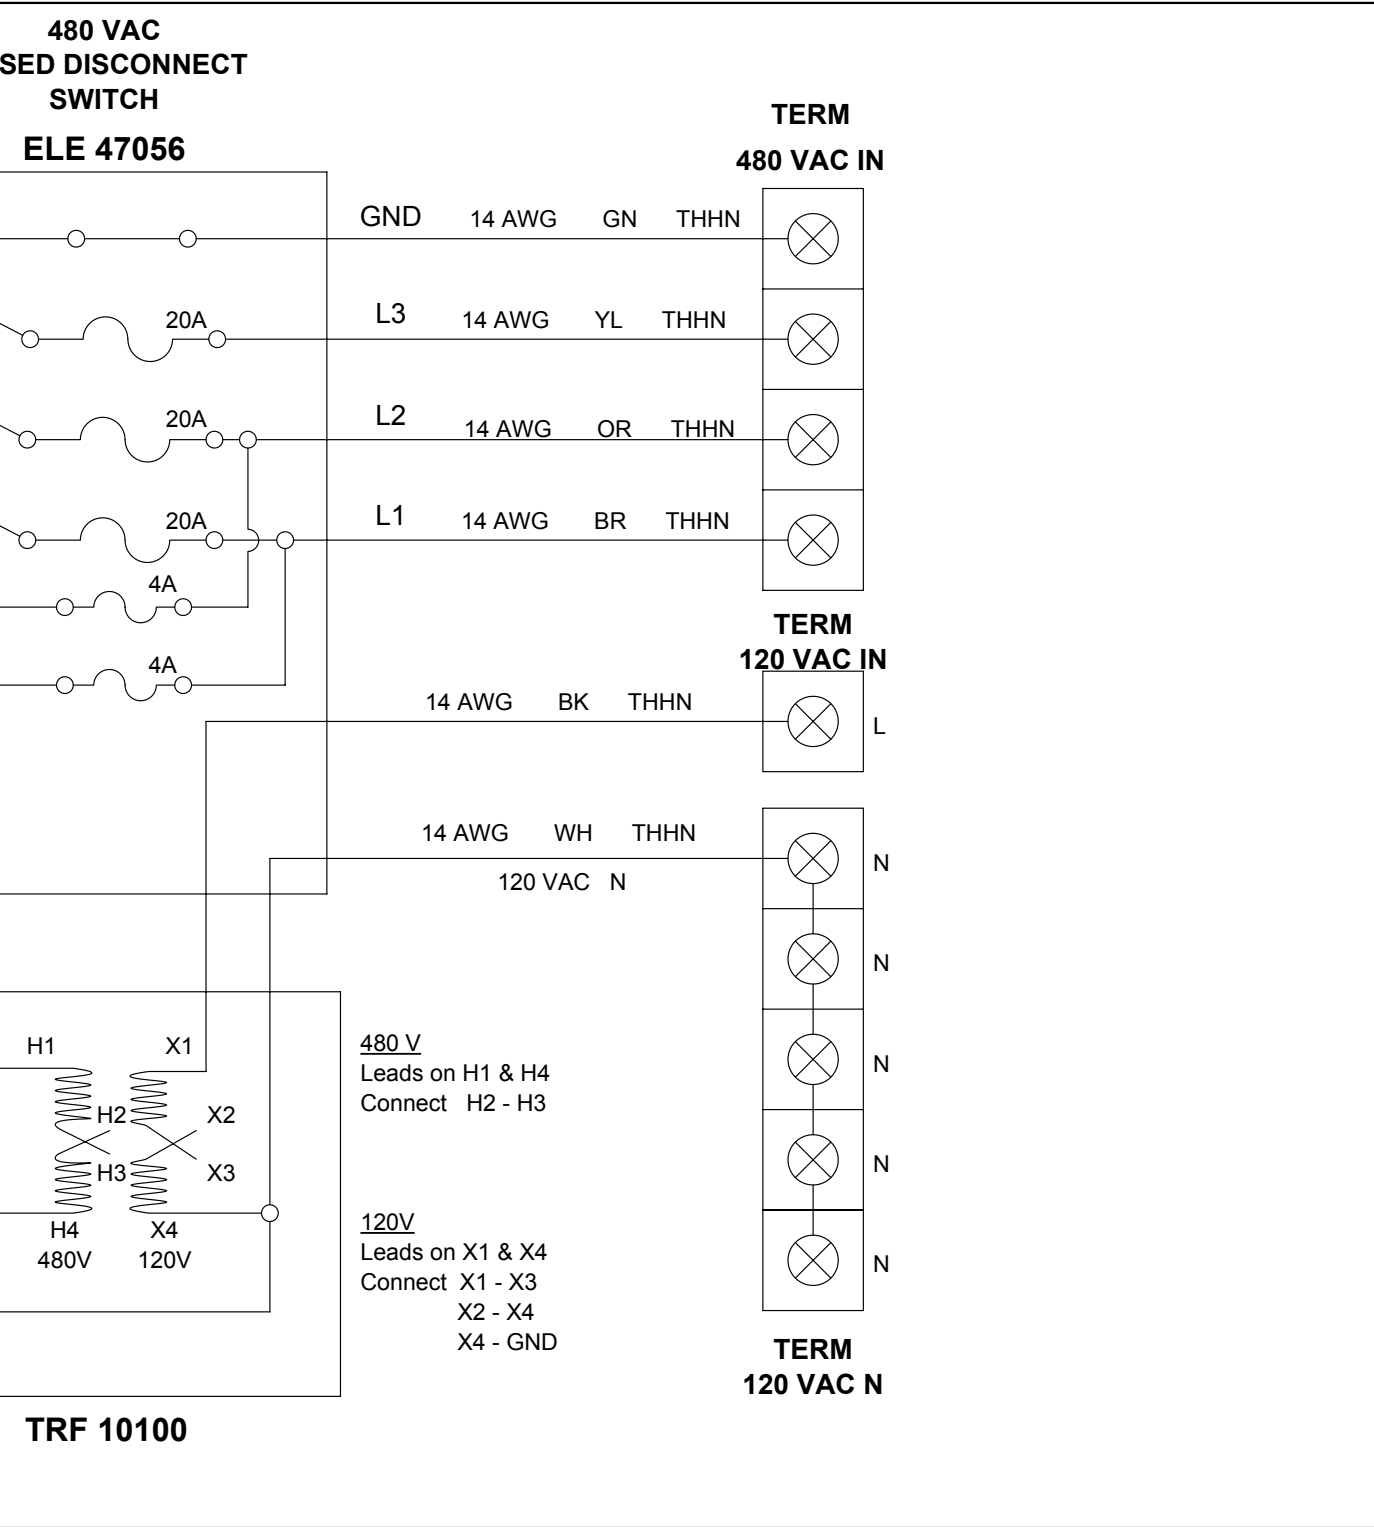 480 VAC
SED DISCONNECT
SWITCH
ELE 47056
TERM
480 VAC IN
GND 14 AWG GN THHN
20A L3 14 AWG YL THHN
20A L2 14 AWG OR THHN
20A L1 14 AWG BR THHN
4A
TERM
120 VAC IN
4A
14 AWG BK THHN
L
14 AWG WH THHN
120 VAC N
N
N
N
N
N
H1 X1
H2 X2
H3 X3
H4 X4
480V 120V
480 V
Leads on H1 & H4
Connect H2 - H3
120V
Leads on X1 & X4
Connect X1 - X3
X2 - X4
X4 - GND
TERM
120 VAC N
TRF 10100